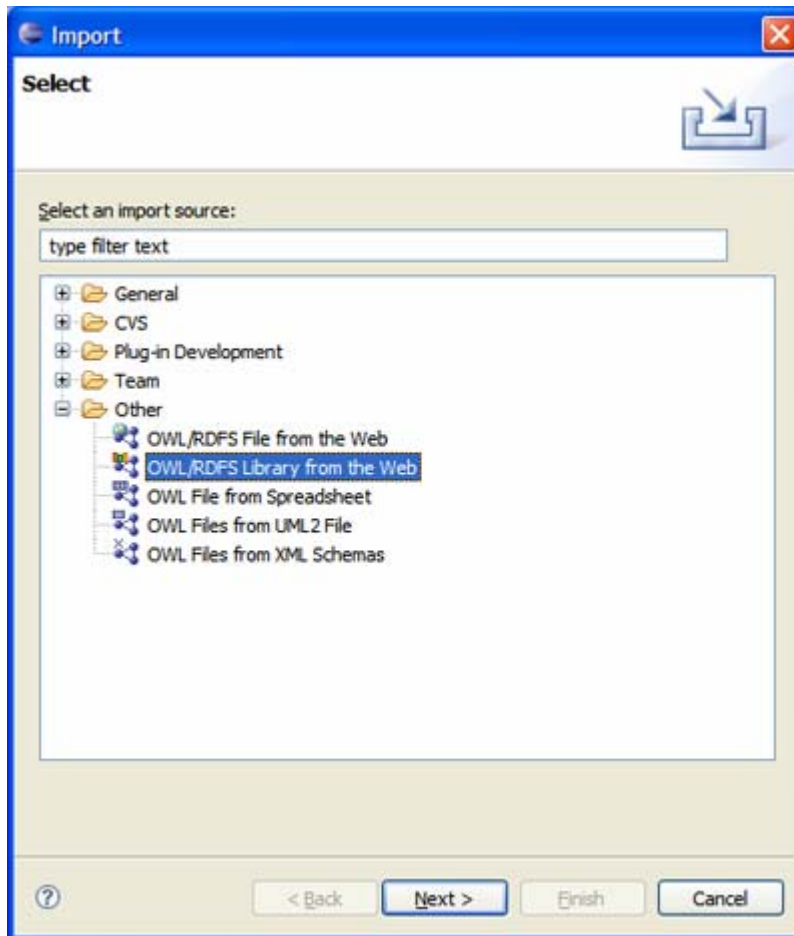 Import
Select
Select an import source:
type filter text
General
CVS
Plug-in Development
Team
Other
OWL/RDFS File from the Web
OWL/RDFS Library from the Web
OWL File from Spreadsheet
OWL Files from UML2 File
OWL Files from XML Schemas
< Back Next > Finish Cancel